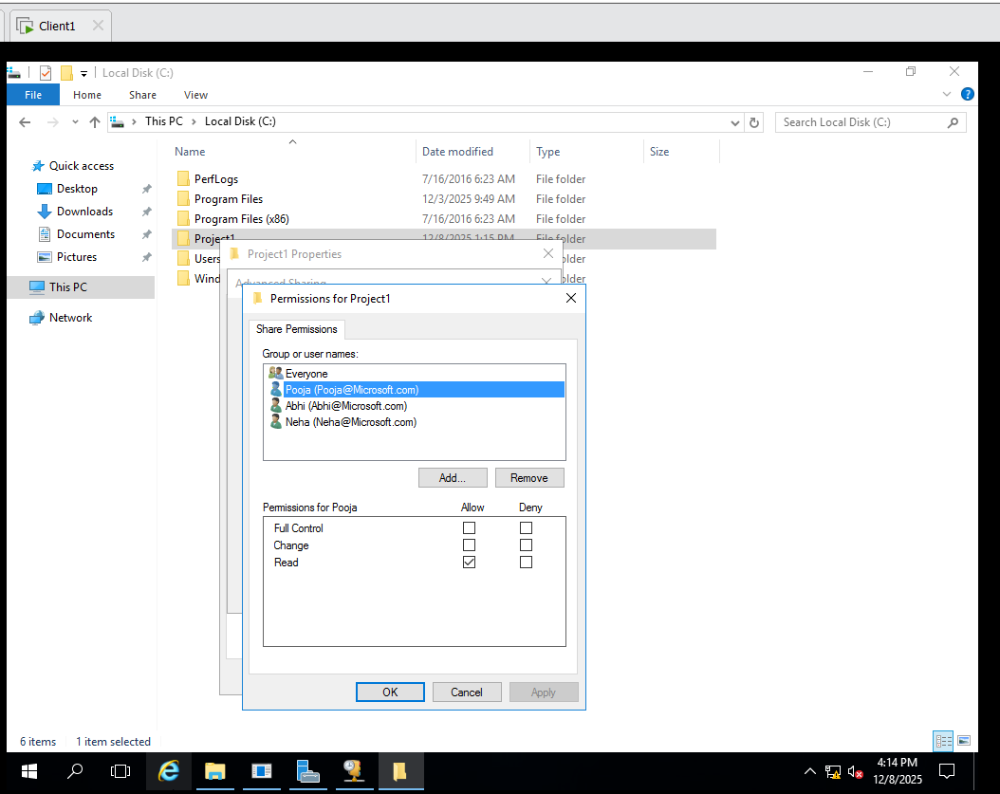 Client1
Local Disk (C:)
File Home Share View
This PC Local Disk (C:) Search Local Disk (C:)
Name Date modified Type Size
Quick access
Desktop
Downloads
Documents
Pictures
This PC
Network
PerfLogs 7/16/2016 6:23 AM File folder
Program Files 12/3/2025 9:49 AM File folder
Program Files (x86) 7/16/2016 6:23 AM File folder
Project1 12/8/2025 1:15 PM File folder
Users older
Wind older
Project1 Properties
Advanced Sharing
Permissions for Project1
Share Permissions
Group or user names:
Everyone
Pooja (Pooja@Microsoft.com)
Abhi (Abhi@Microsoft.com)
Neha (Neha@Microsoft.com)
Add... Remove
Permissions for Pooja Allow Deny
Full Control
Change
Read
OK Cancel Apply
6 items 1 item selected
4:14 PM
12/8/2025